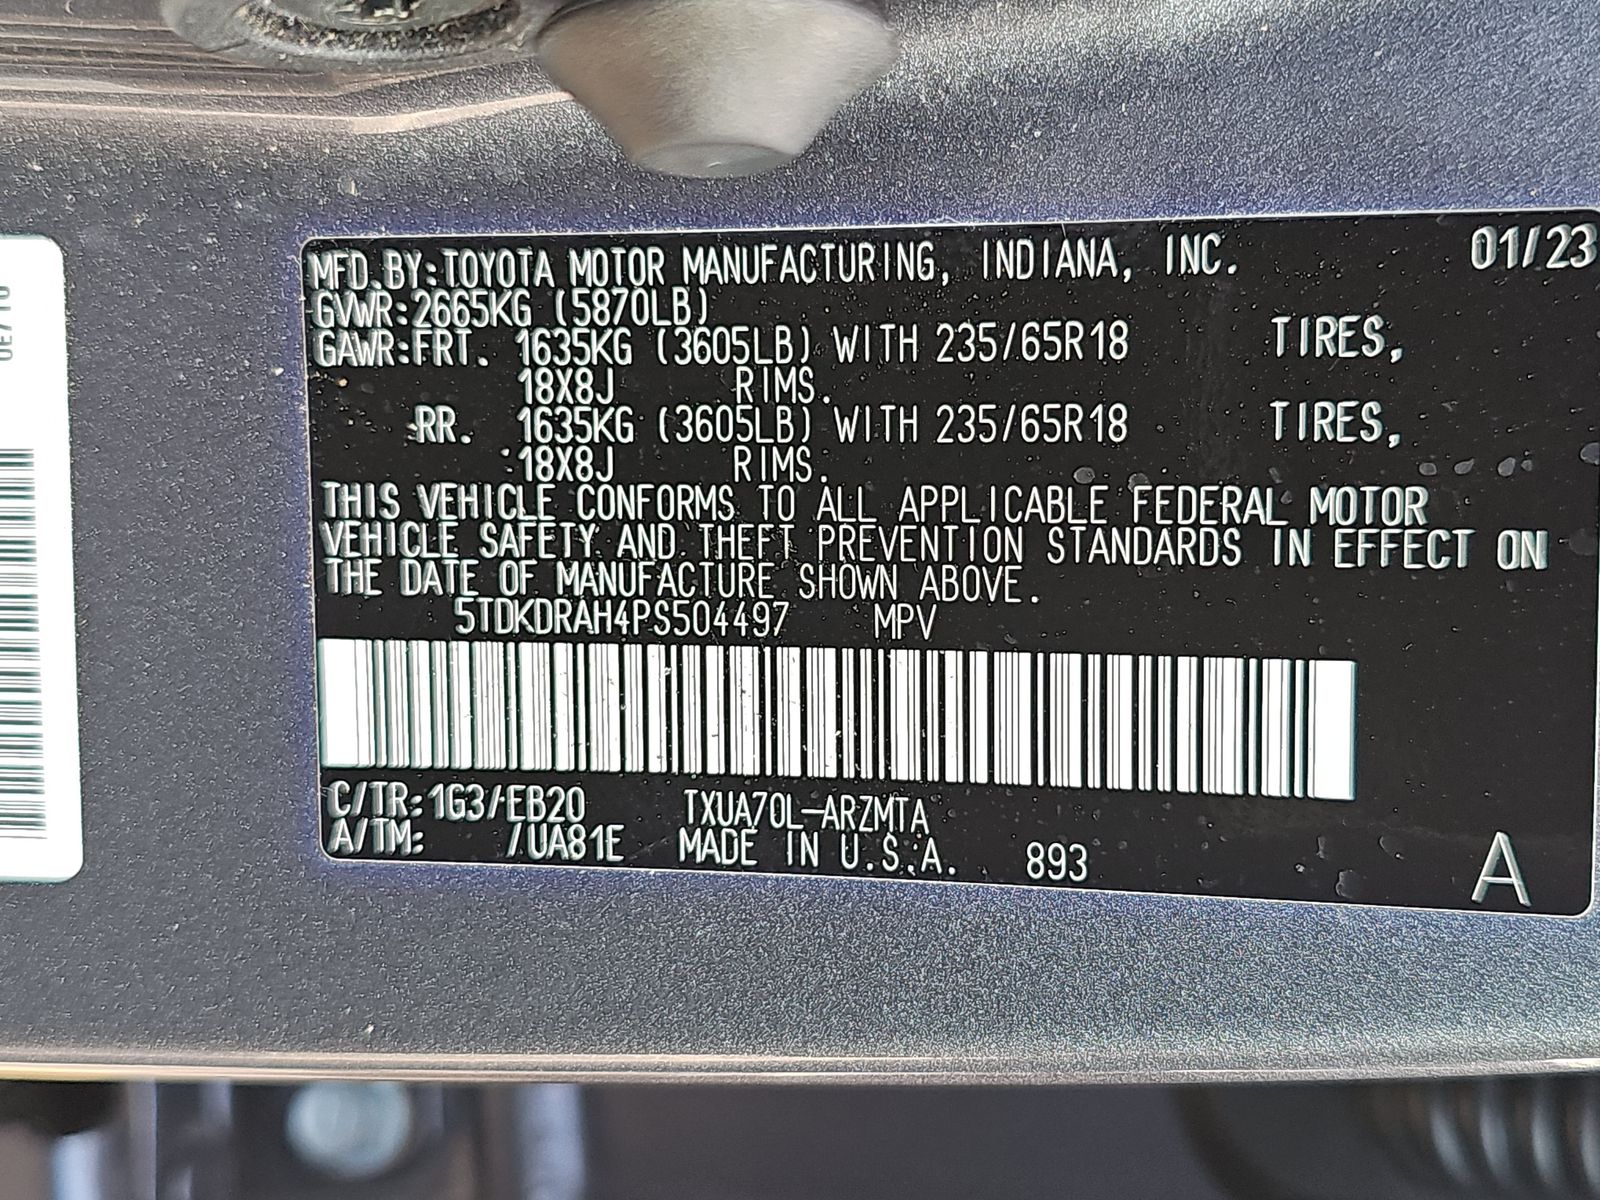 MFD.BY:TOYOTA MOTOR MANUFACTURING, INDIANA, INC. 01/23
GVWR:2665KG (5870LB)
GAWR:FRT. 1635KG (3605LB) WITH 235/65R18 TIRES,
18X8J RIMS.
RR. 1635KG (3605LB) WITH 235/65R18 TIRES,
18X8J RIMS.
THIS VEHICLE CONFORMS TO ALL APPLICABLE FEDERAL MOTOR
VEHICLE SAFETY AND THEFT PREVENTION STANDARDS IN EFFECT ON
THE DATE OF MANUFACTURE SHOWN ABOVE.
5TDKDRAH4PS504497 MPV
C/TR:1G3/EB20 TXUA70L-ARZMTA
A/TM: /UA81E MADE IN U.S.A. 893
A